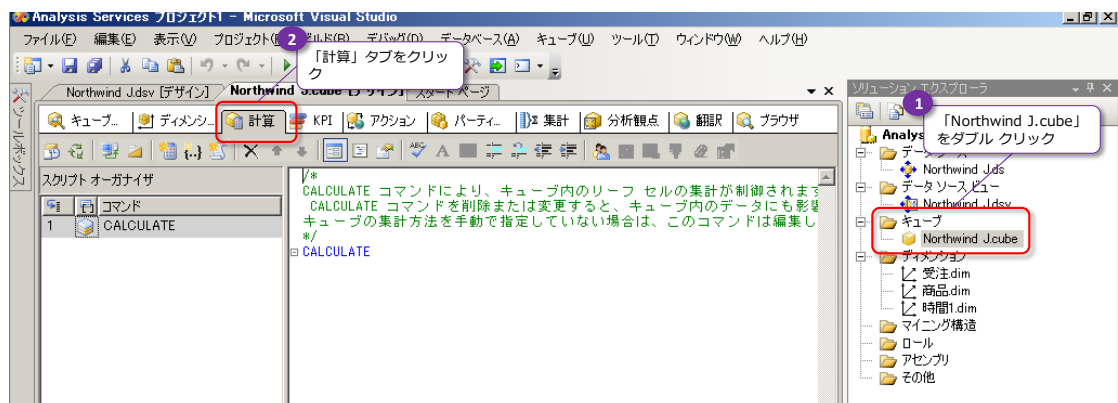 Analysis Services プロジェクト1 - Microsoft Visual Studio
ファイル(F) 編集(E) 表示(V) プロジェクト(P) デバッグ(D) データベース(A) キューブ(U) ツール(T) ウィンドウ(W) ヘルプ(H)
2
「計算」タブをクリック
Northwind J.dsv [デザイン] Northwind J.cube [デザイン] スタート ページ
キューブ... ディメンシ... 計算 KPI アクション パーティ... 集計 分析観点 翻訳 ブラウザ
ツールボックス
スクリプト オーガナイザ
コマンド
1 CALCULATE
/*
CALCULATE コマンドにより、キューブ内のリーフ セルの集計が制御されます
CALCULATE コマンドを削除または変更すると、キューブ内のデータにも影響
キューブの集計方法を手動で指定していない場合は、このコマンドは編集し
*/
CALCULATE
ソリューション エクスプローラ
1
「Northwind J.cube」
をダブル クリック
Analys
データ ソース
Northwind J.ds
データ ソース ビュー
Northwind J.dsv
キューブ
Northwind J.cube
ディメンション
受注.dim
商品.dim
時間1.dim
マイニング構造
ロール
アセンブリ
その他